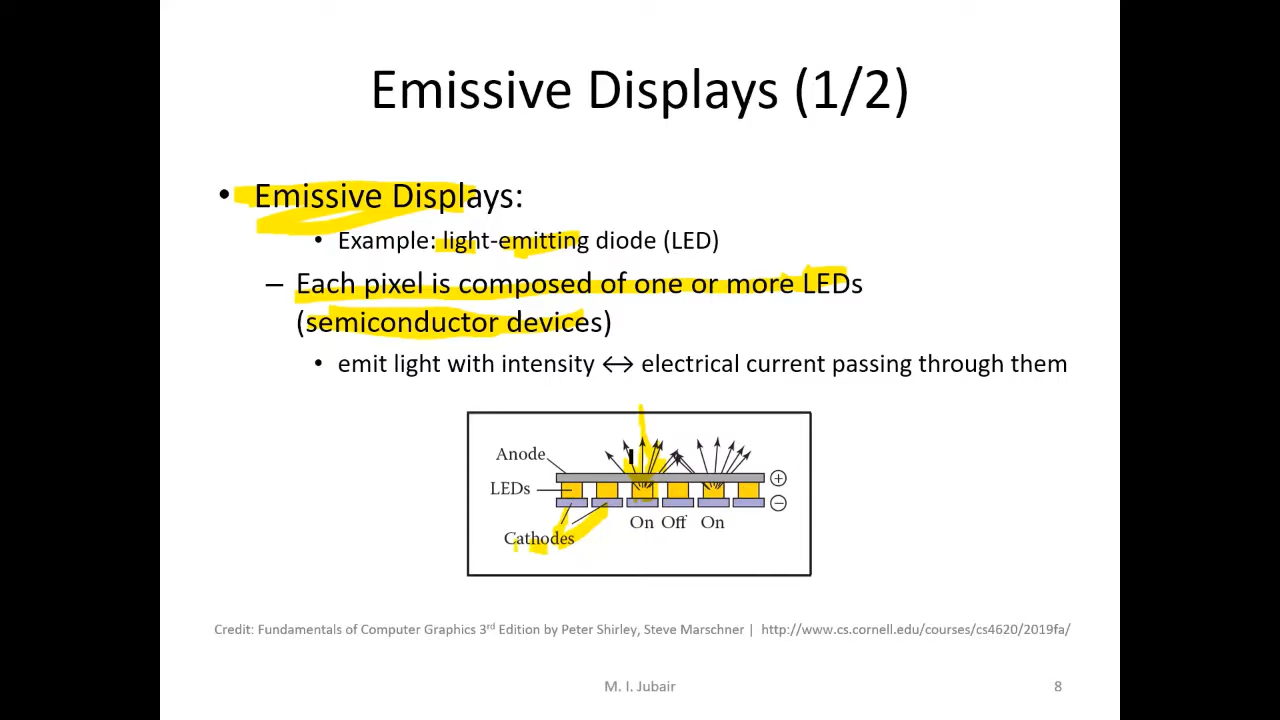 Emissive Displays (1/2)
• Emissive Displays:
• Example: light-emitting diode (LED)
– Each pixel is composed of one or more LEDs
(semiconductor devices)
• emit light with intensity ↔ electrical current passing through them
Anode
LEDs
+
−
On Off On
Cathodes
Credit: Fundamentals of Computer Graphics 3rd Edition by Peter Shirley, Steve Marschner | http://www.cs.cornell.edu/courses/cs4620/2019fa/
M. I. Jubair
8